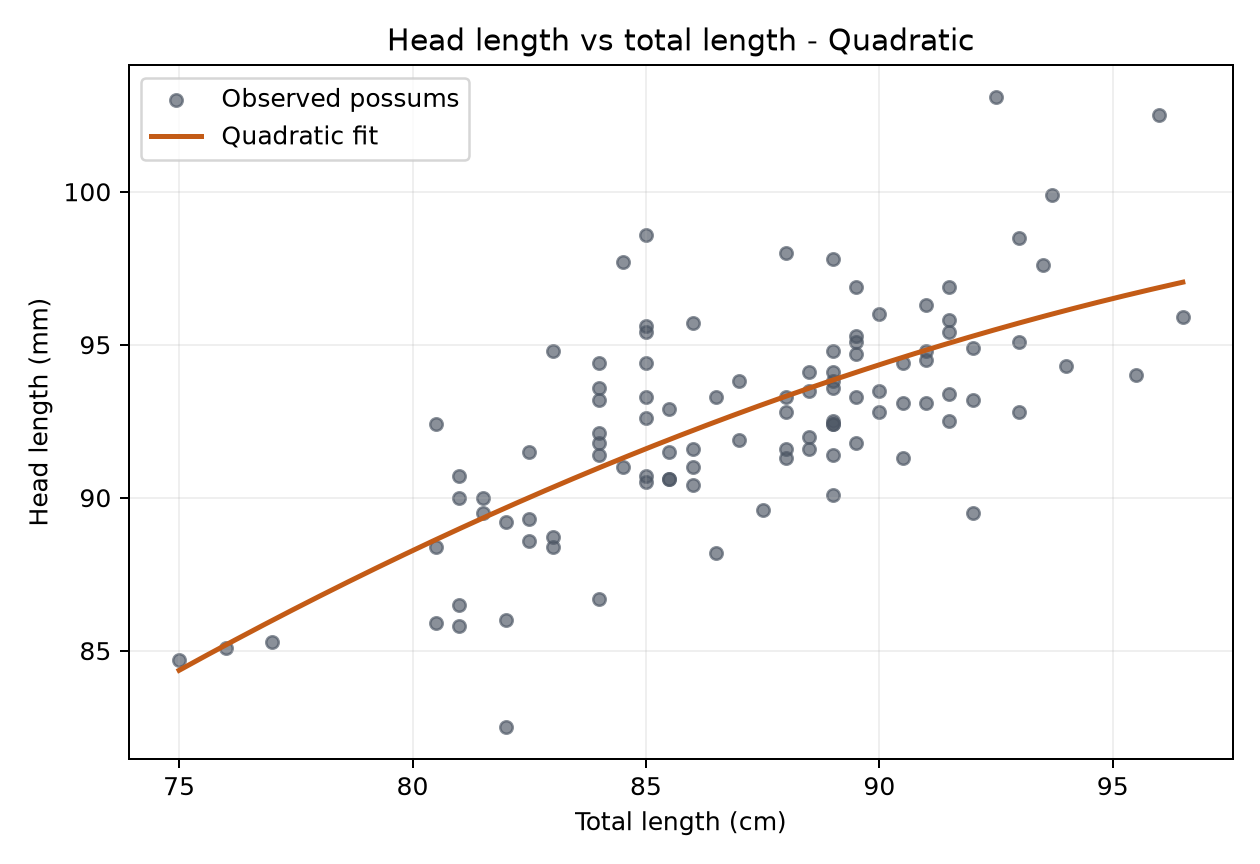 Head length vs total length - Quadratic
Observed possums
Quadratic fit
Head length (mm)
100
95
90
85
75 80 85 90 95
Total length (cm)